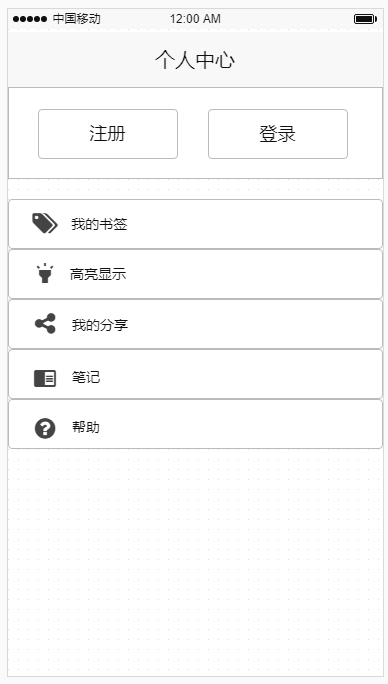 中国移动 12:00 AM
个人中心
注册 登录
我的书签
高亮显示
我的分享
笔记
帮助